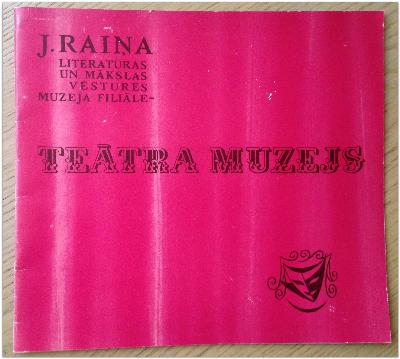 J. RAIŅA
LITERATŪRAS
UN MĀKSLAS
VĒSTURES
MUZEJA FILIĀLE-
TEĀTRA MUZEJS